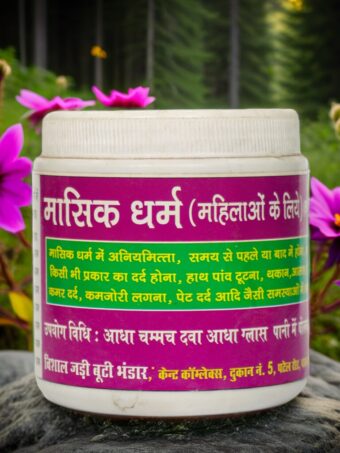 मासिक धर्म (महिलाओं के लिये)
मासिक धर्म में अनियमित्ता, समय से पहले या बाद में होना
किसी भी प्रकार का दर्द होना, हाथ पांव टूटना, थकान,
कमर दर्द, कमजोरी लगना, पेट दर्द आदि जैसी समस्याओं में
उपयोग विधि : आधा चम्मच दवा आधा ग्लास पानी में
विशाल जड़ी बूटी भंडार, केन्ट कॉम्लेक्स, दुकान नं. 5, पटेल रोड,